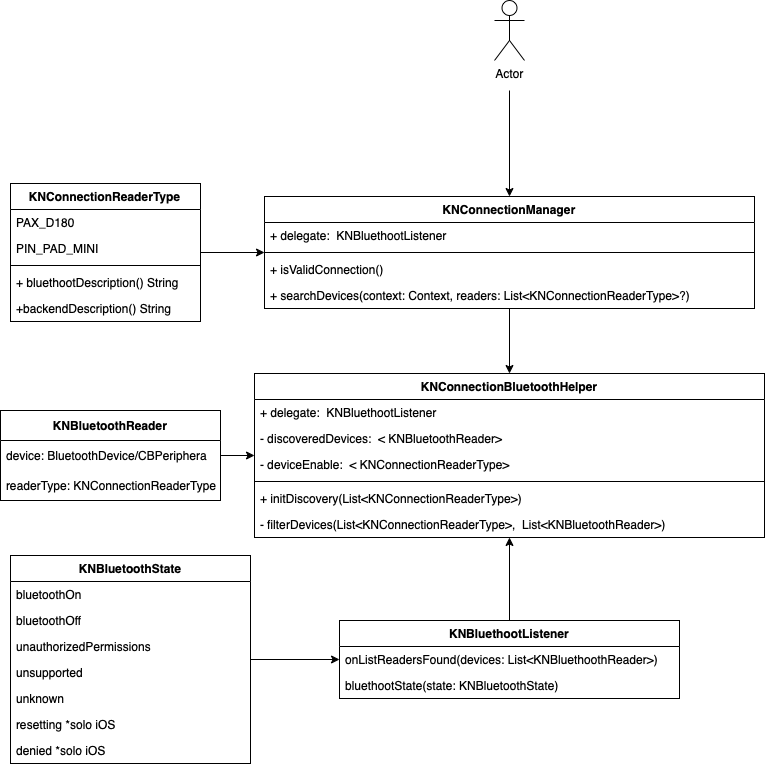 Actor
KNConnectionReaderType
PAX_D180
PIN_PAD_MINI
+ bluethootDescription() String
+backendDescription() String
KNConnectionManager
+ delegate:  KNBluethootListener
+ isValidConnection()
+ searchDevices(context: Context, readers: List<KNConnectionReaderType>?)
KNConnectionBluetoothHelper
+ delegate:  KNBluethootListener
- discoveredDevices:  < KNBluetoothReader>
- deviceEnable:  < KNConnectionReaderType>
+ initDiscovery(List<KNConnectionReaderType>)
- filterDevices(List<KNConnectionReaderType>,  List<KNBluetoothReader>)
KNBluetoothReader
device: BluetoothDevice/CBPeriphera
readerType: KNConnectionReaderType
KNBluetoothState
bluetoothOn
bluetoothOff
unauthorizedPermissions
unsupported
unknown
resetting *solo iOS
denied *solo iOS
KNBluethootListener
onListReadersFound(devices: List<KNBluethoothReader>)
bluethootState(state: KNBluetoothState)